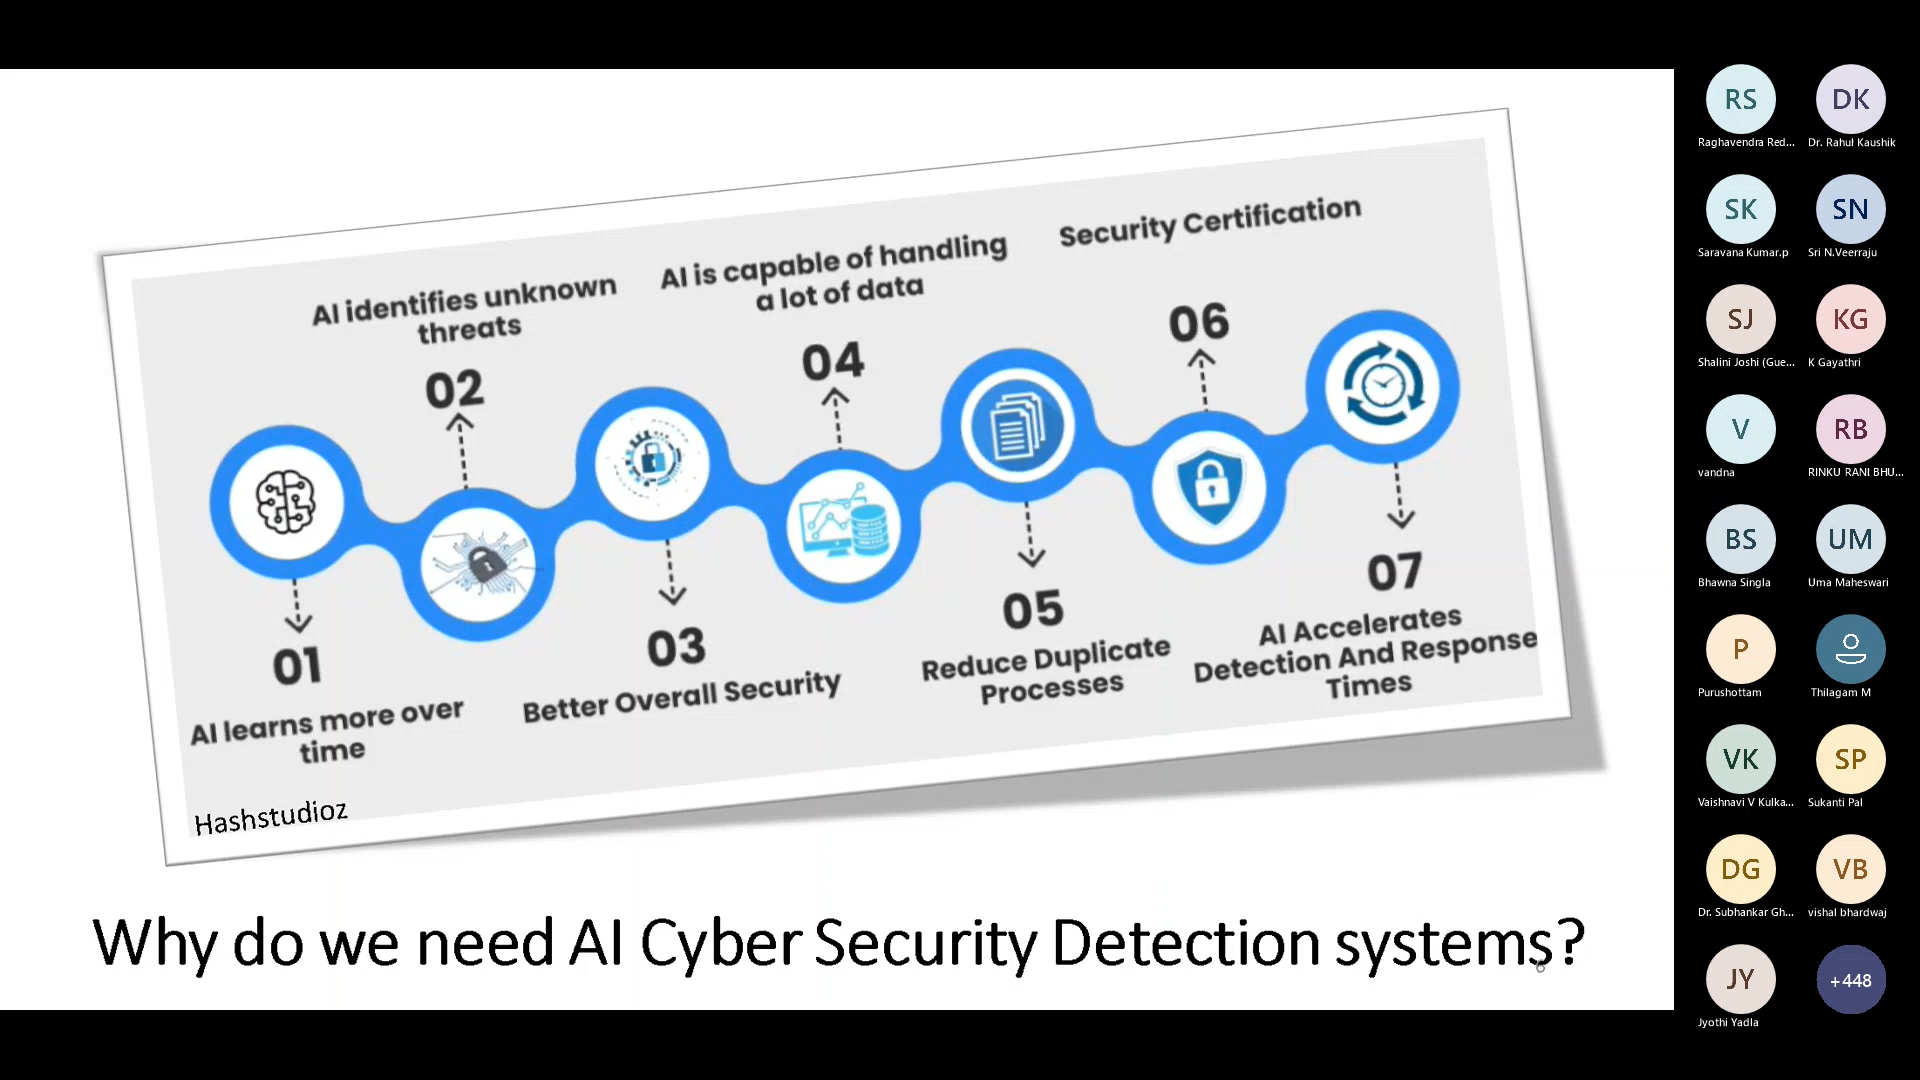 AI identifies unknown
threats
02
AI is capable of handling
a lot of data
04
Security Certification
06
01
AI learns more over
time
03
Better Overall Security
05
Reduce Duplicate
Processes
07
AI Accelerates
Detection And Response
Times
Hashstudioz
Why do we need AI Cyber Security Detection systems?
6
RS
Raghavendra Red...
DK
Dr. Rahul Kaushik
SK
Saravana Kumar.p
SN
Sri N.Veerraju
SJ
Shalini Joshi (Gue...
KG
K Gayathri
V
vandna
RB
RINKU RANI BHU...
BS
Bhawna Singla
UM
Uma Maheswari
P
Purushottam
Thilagam M
VK
Vaishnavi V Kulka...
SP
Sukanti Pal
DG
Dr. Subhankar Gh...
VB
vishal bhardwaj
JY
Jyothi Yadla
+448